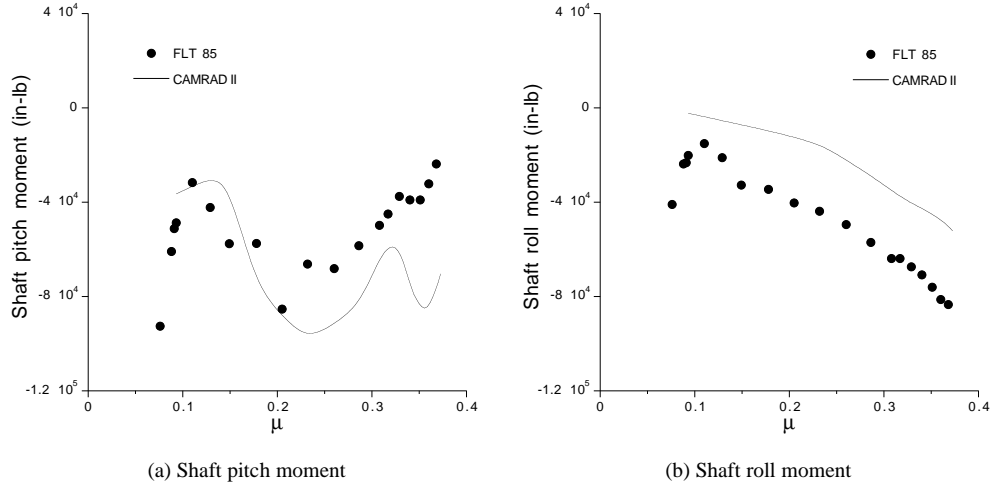 4 10⁴
0
-4 10⁴
-8 10⁴
-1.2 10⁵
Shaft pitch moment (in-lb)
FLT 85
CAMRAD II
0 0.1 0.2 0.3 0.4
μ
(a) Shaft pitch moment
4 10⁴
0
-4 10⁴
-8 10⁴
-1.2 10⁵
Shaft roll moment (in-lb)
FLT 85
CAMRAD II
0 0.1 0.2 0.3 0.4
μ
(b) Shaft roll moment